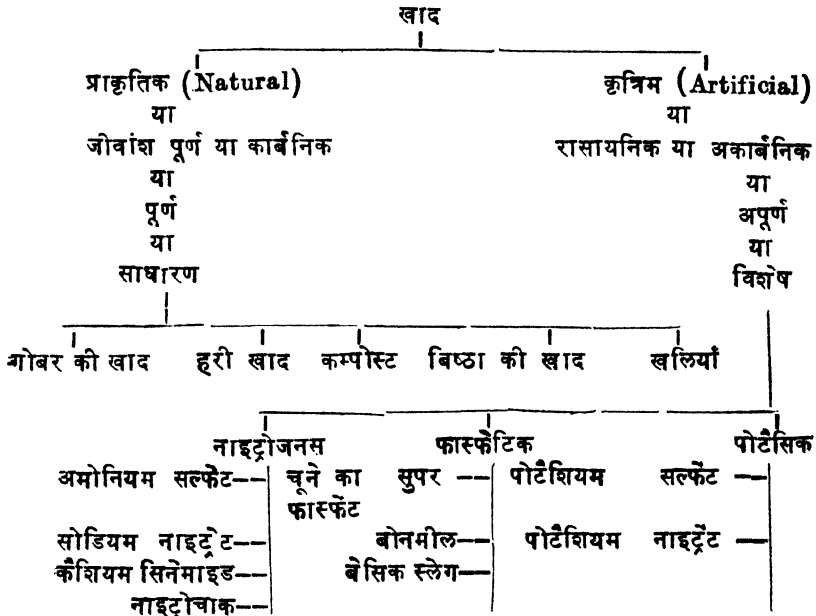 खाद
प्राकृतिक (Natural) कृत्रिम (Artificial)
या या
जीवांश पूर्ण या कार्बनिक रासायनिक या अकार्बनिक
या या
पूर्ण अपूर्ण
या या
साधारण विशेष
गोबर की खाद हरी खाद कम्पोस्ट बिष्ठा की खाद खलियाँ
नाइट्रोजनस फास्फैटिक पोटैसिक
अमोनियम सल्फेट-- चूने का सुपर -- पोटैशियम सल्फेट --
फास्फेट
सोडियम नाइट्रेट-- बोनमील-- पोटैशियम नाइट्रेट --
कैशियम सिनेमाइड-- बेसिक स्लेग--
नाइट्रोचाक--